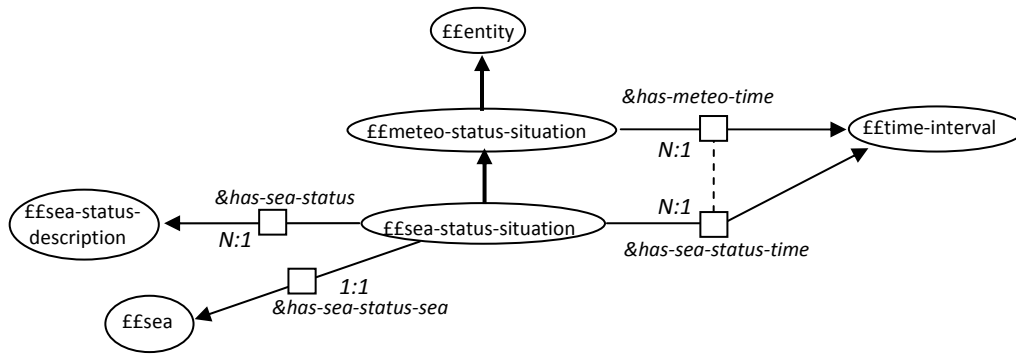 ££entity
&has-meteo-time
££meteo-status-situation
££time-interval
N:1
&has-sea-status
££sea-status-
description
N:1
££sea-status-situation
N:1
&has-sea-status-time
1:1
&has-sea-status-sea
££sea